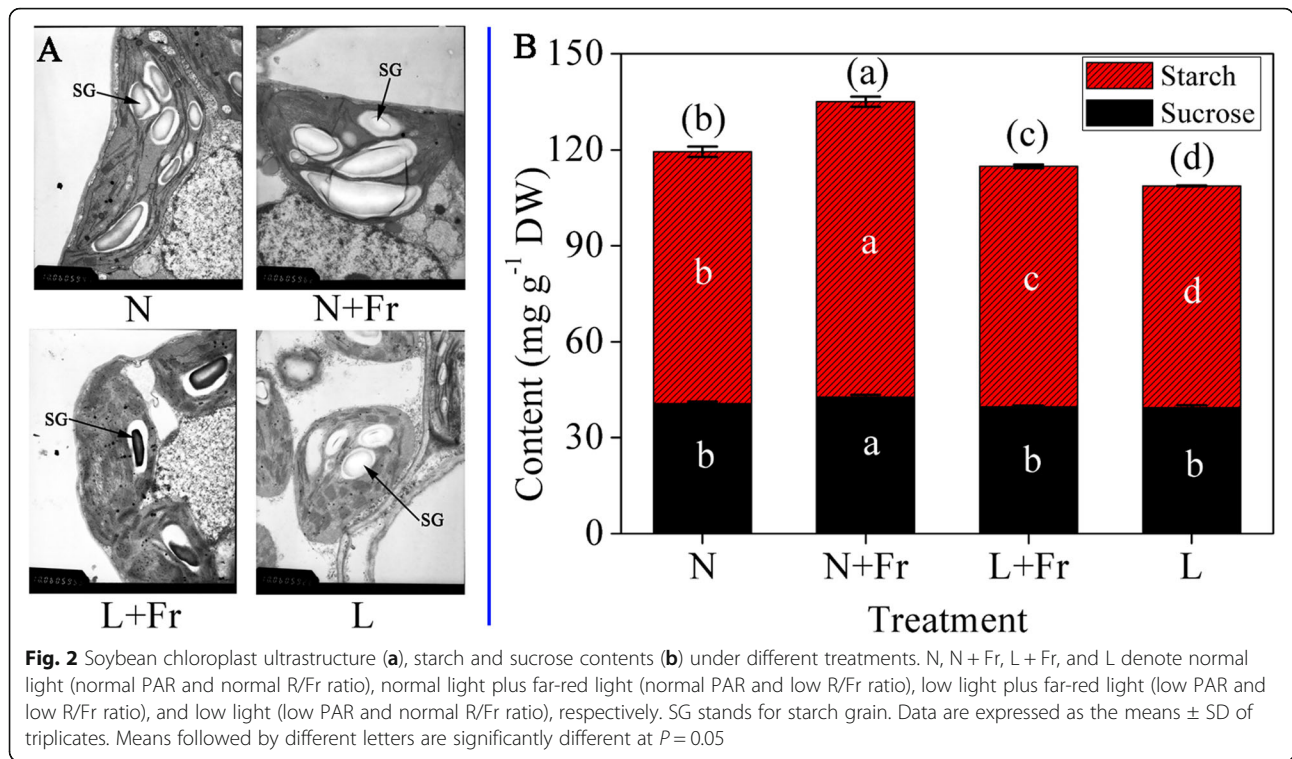 A
SG
SG
N
N+Fr
SG
SG
L+Fr
L
B
150
120
90
60
30
0
Content (mg g⁻¹ DW)
Starch
Sucrose
(b)
(a)
(c)
(d)
b
a
c
d
b
a
b
b
N
N+Fr
L+Fr
L
Treatment
Fig. 2 Soybean chloroplast ultrastructure (a), starch and sucrose contents (b) under different treatments. N, N + Fr, L + Fr, and L denote normal
light (normal PAR and normal R/Fr ratio), normal light plus far-red light (normal PAR and low R/Fr ratio), low light plus far-red light (low PAR and
low R/Fr ratio), and low light (low PAR and normal R/Fr ratio), respectively. SG stands for starch grain. Data are expressed as the means ± SD of
triplicates. Means followed by different letters are significantly different at P = 0.05